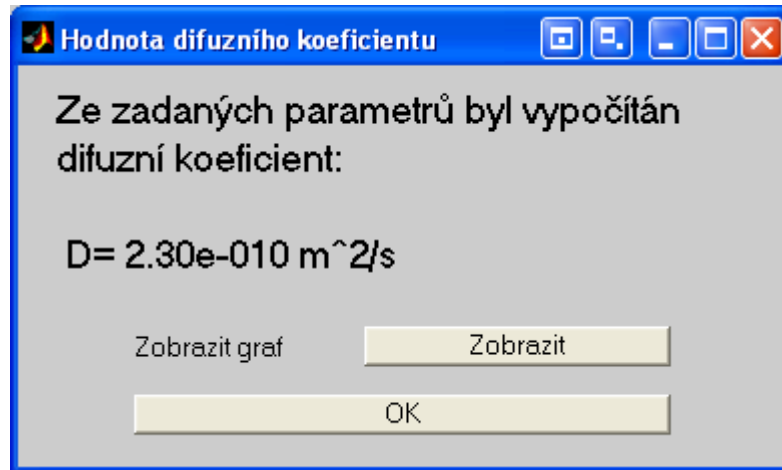 Hodnota difuzního koeficientu
Ze zadaných parametrů byl vypočítán
difuzní koeficient:
D= 2.30e-010 m^2/s
Zobrazit graf Zobrazit
OK